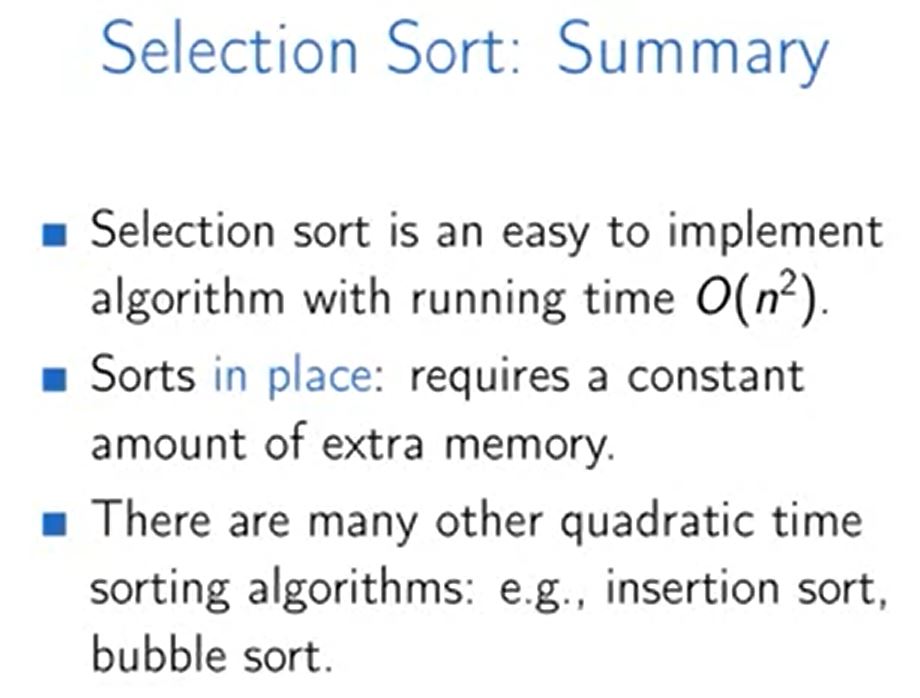 Selection Sort: Summary
■ Selection sort is an easy to implement
algorithm with running time O(n²).
■ Sorts in place: requires a constant
amount of extra memory.
■ There are many other quadratic time
sorting algorithms: e.g., insertion sort,
bubble sort.